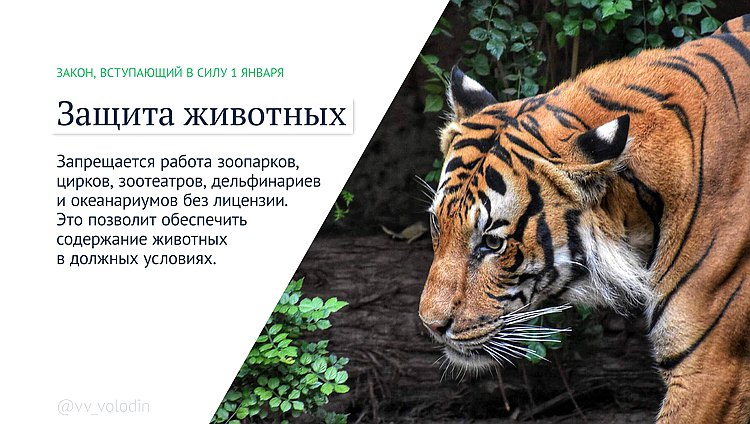 ЗАКОН, ВСТУПАЮЩИЙ В СИЛУ 1 ЯНВАРЯ
Защита животных
Запрещается работа зоопарков,
цирков, зоотеатров, дельфинариев
и океанариумов без лицензии.
Это позволит обеспечить
содержание животных
в должных условиях.
@vv_volodin